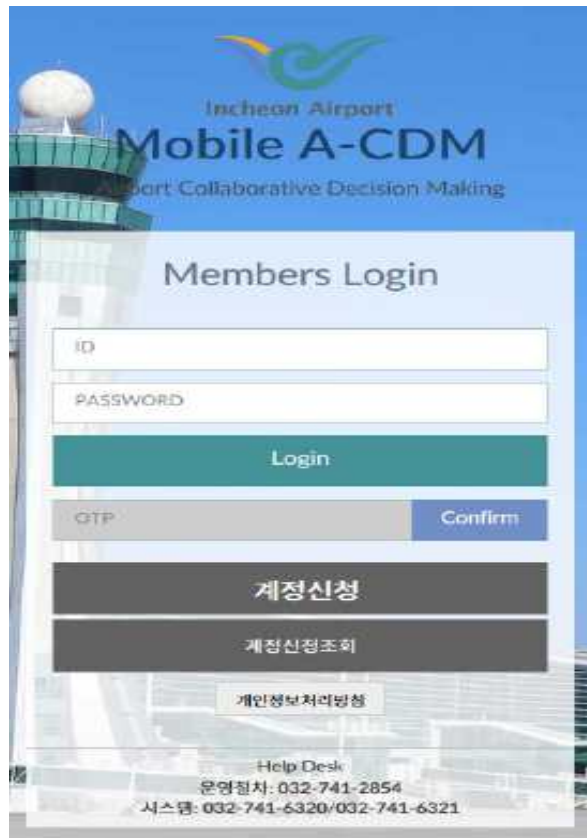 Incheon Airport
Mobile A-CDM
Airport Collaborative Decision Making
Members Login
ID
PASSWORD
Login
OTP
Confirm
계정신청
계정신청조회
개인정보처리방침
Help Desk
운영절차: 032-741-2854
시스템: 032-741-6320/032-741-6321